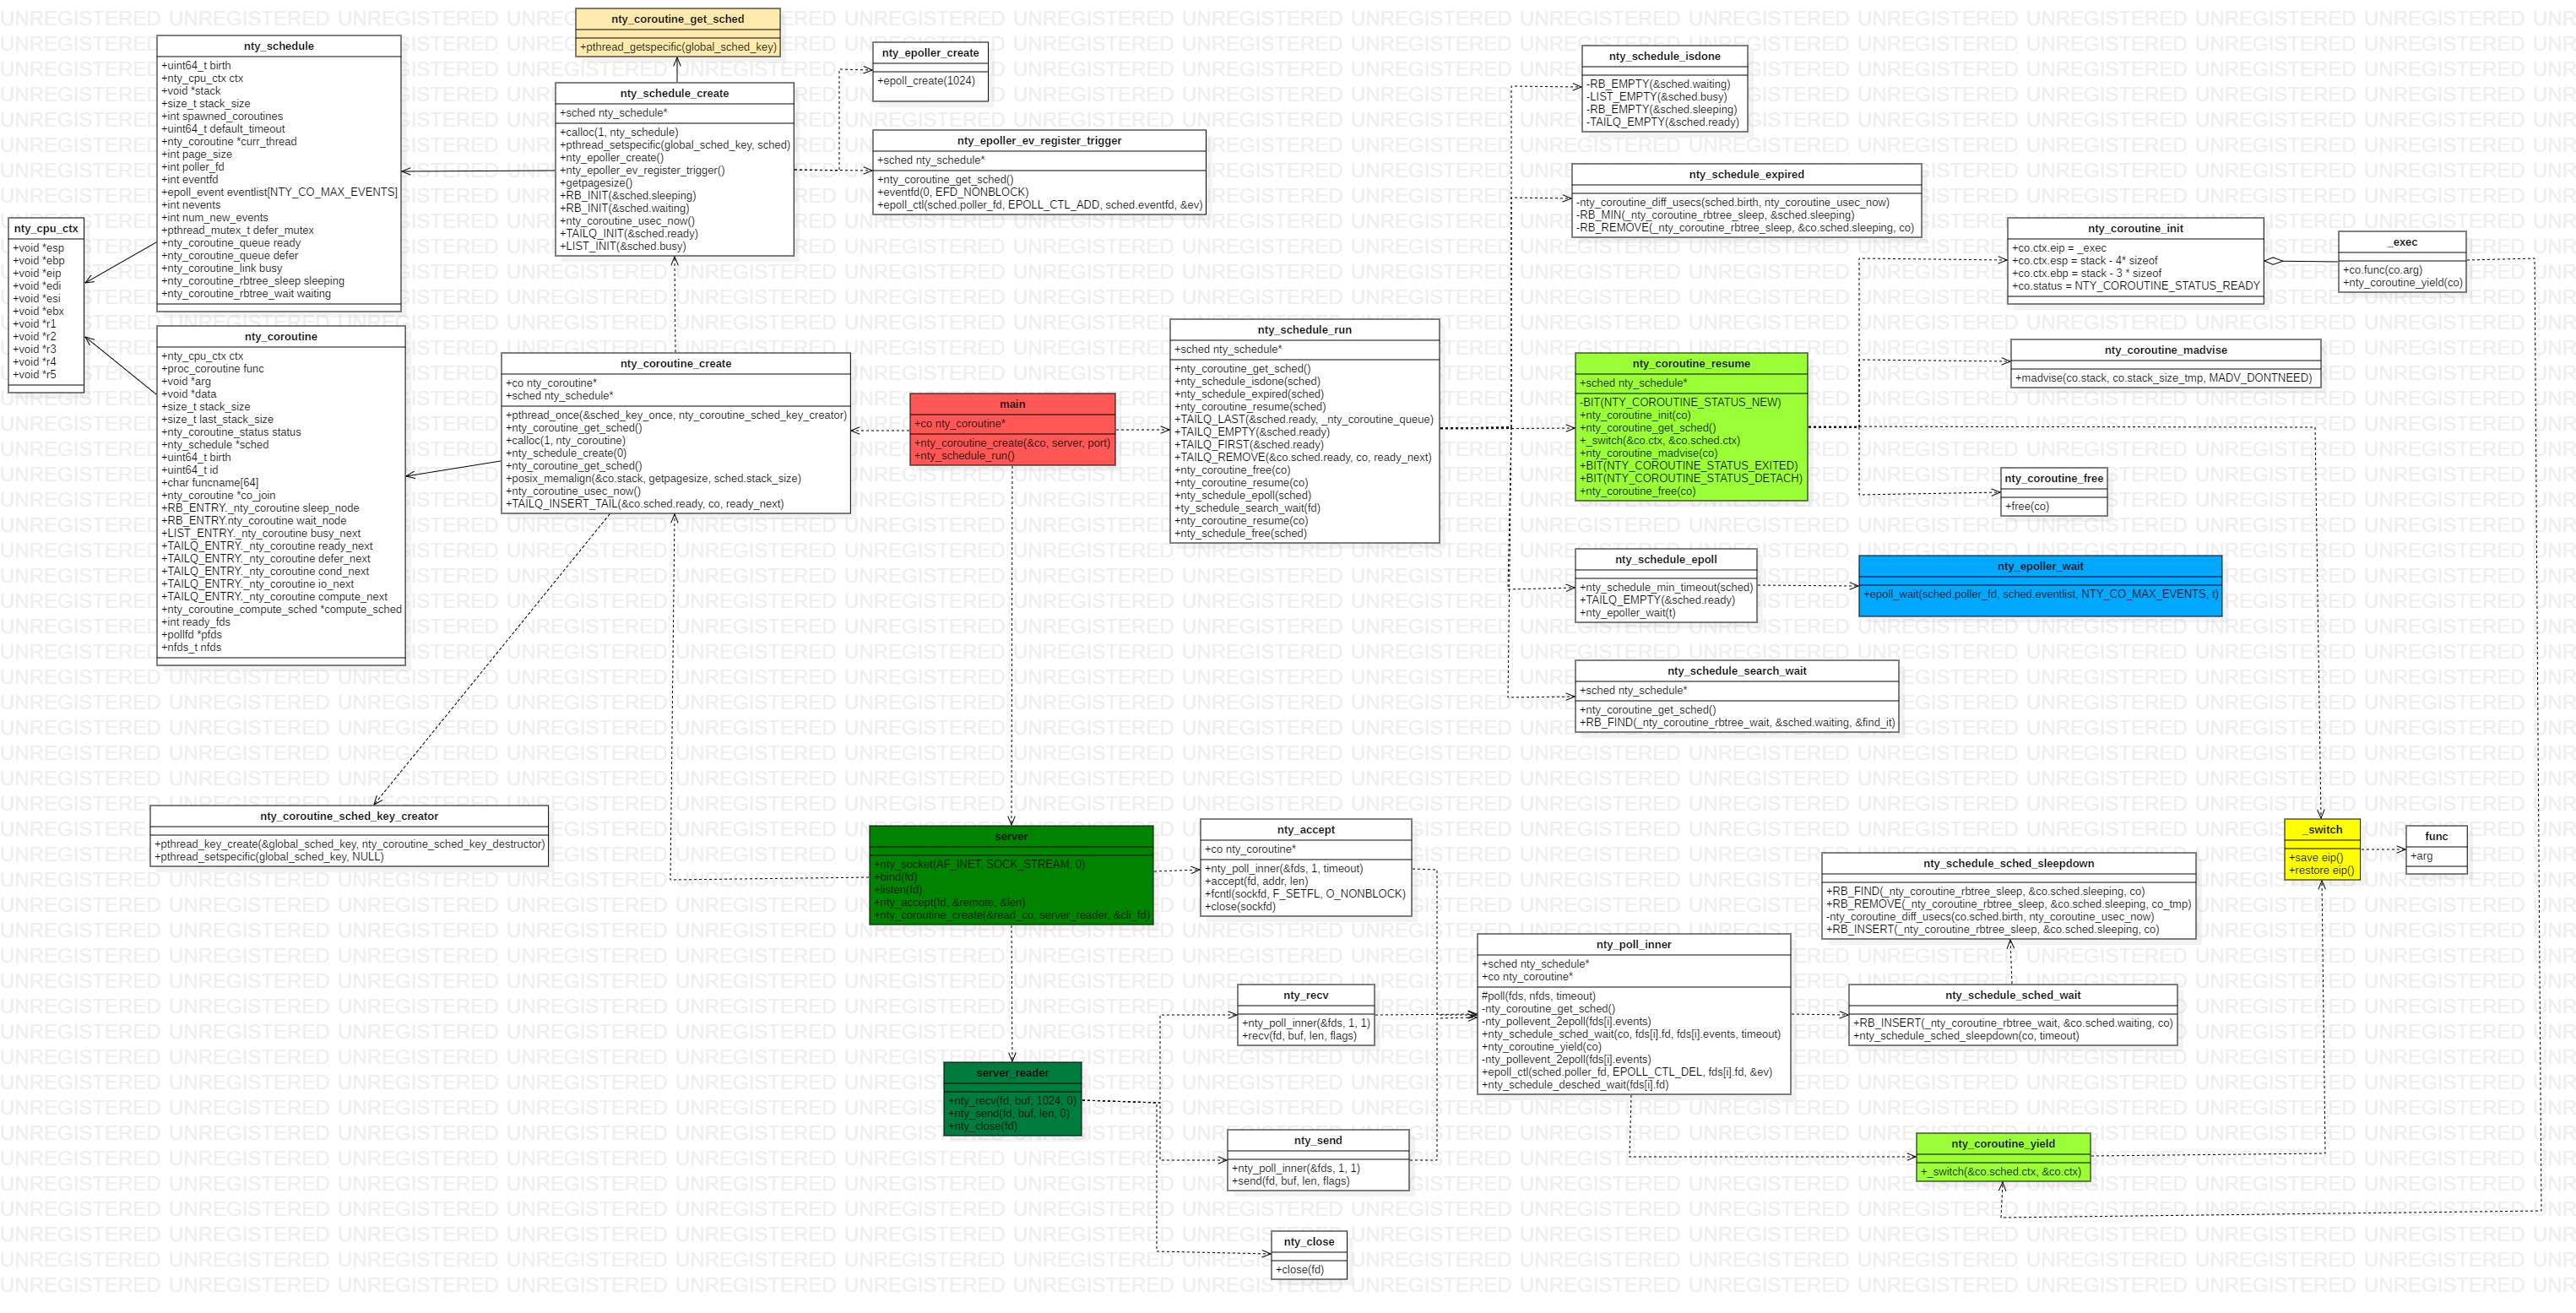 nty_coroutine_get_sched
+pthread_getspecific(global_sched_key)
nty_schedule
+uint64_t birth
+nty_cpu_ctx ctx
+void *stack
+size_t stack_size
+int spawned_coroutines
+uint64_t default_timeout
+nty_coroutine *curr_thread
+int page_size
+int poller_fd
+int eventfd
+epoll_event eventlist[NTY_CO_MAX_EVENTS]
+int nevents
+int num_new_events
+pthread_mutex_t defer_mutex
+nty_coroutine_queue ready
+nty_coroutine_queue defer
+nty_coroutine_link busy
+nty_coroutine_rbtree_sleep sleeping
+nty_coroutine_rbtree_wait waiting
nty_schedule_create
+sched nty_schedule*
+calloc(1, nty_schedule)
+pthread_setspecific(global_sched_key, sched)
+nty_epoller_create()
+nty_epoller_ev_register_trigger()
+getpagesize()
+RB_INIT(&sched.sleeping)
+RB_INIT(&sched.waiting)
+nty_coroutine_usec_now()
+TAILQ_INIT(&sched.ready)
+LIST_INIT(&sched.busy)
nty_epoller_create
+epoll_create(1024)
nty_epoller_ev_register_trigger
+sched nty_schedule*
+nty_coroutine_get_sched()
+eventfd(0, EFD_NONBLOCK)
+epoll_ctl(sched.poller_fd, EPOLL_CTL_ADD, sched.eventfd, &ev)
nty_schedule_isdone
-RB_EMPTY(&sched.waiting)
-LIST_EMPTY(&sched.busy)
-RB_EMPTY(&sched.sleeping)
-TAILQ_EMPTY(&sched.ready)
nty_schedule_expired
-nty_coroutine_diff_usecs(sched.birth, nty_coroutine_usec_now)
-RB_MIN(_nty_coroutine_rbtree_sleep, &sched.sleeping)
-RB_REMOVE(_nty_coroutine_rbtree_sleep, &co.sched.sleeping, co)
nty_cpu_ctx
+void *esp
+void *ebp
+void *eip
+void *edi
+void *esi
+void *ebx
+void *r1
+void *r2
+void *r3
+void *r4
+void *r5
nty_coroutine_init
+co.ctx.eip = _exec
+co.ctx.esp = stack - 4* sizeof
+co.ctx.ebp = stack - 3 * sizeof
+co.status = NTY_COROUTINE_STATUS_READY
_exec
+co.func(co.arg)
+nty_coroutine_yield(co)
nty_coroutine
+nty_cpu_ctx ctx
+proc_coroutine func
+void *arg
+void *data
+size_t stack_size
+size_t last_stack_size
+nty_coroutine_status status
+nty_schedule *sched
+uint64_t birth
+uint64_t id
+char funcname[64]
+nty_coroutine *co_join
+RB_ENTRY._nty_coroutine sleep_node
+RB_ENTRY.nty_coroutine wait_node
+LIST_ENTRY._nty_coroutine busy_next
+TAILQ_ENTRY._nty_coroutine ready_next
+TAILQ_ENTRY._nty_coroutine defer_next
+TAILQ_ENTRY._nty_coroutine cond_next
+TAILQ_ENTRY._nty_coroutine io_next
+TAILQ_ENTRY._nty_coroutine compute_next
+nty_coroutine_compute_sched *compute_sched
+int ready_fds
+pollfd *pfds
+nfds_t nfds
nty_coroutine_create
+co nty_coroutine*
+sched nty_schedule*
+pthread_once(&sched_key_once, nty_coroutine_sched_key_creator)
+nty_coroutine_get_sched()
+calloc(1, nty_coroutine)
+nty_schedule_create(0)
+nty_coroutine_get_sched()
+posix_memalign(&co.stack, getpagesize, sched.stack_size)
+nty_coroutine_usec_now()
+TAILQ_INSERT_TAIL(&co.sched.ready, co, ready_next)
main
+co nty_coroutine*
+nty_coroutine_create(&co, server, port)
+nty_schedule_run()
nty_schedule_run
+sched nty_schedule*
+nty_coroutine_get_sched()
+nty_schedule_isdone(sched)
+nty_schedule_expired(sched)
+nty_coroutine_resume(sched)
+TAILQ_LAST(&sched.ready, _nty_coroutine_queue)
+TAILQ_EMPTY(&sched.ready)
+TAILQ_FIRST(&sched.ready)
+TAILQ_REMOVE(&co.sched.ready, co, ready_next)
+nty_coroutine_free(co)
+nty_coroutine_resume(co)
+nty_schedule_epoll(sched)
+ty_schedule_search_wait(fd)
+nty_coroutine_resume(co)
+nty_schedule_free(sched)
nty_coroutine_resume
+sched nty_schedule*
-BIT(NTY_COROUTINE_STATUS_NEW)
+nty_coroutine_init(co)
+nty_coroutine_get_sched()
+_switch(&co.ctx, &co.sched.ctx)
+nty_coroutine_madvise(co)
+BIT(NTY_COROUTINE_STATUS_EXITED)
+BIT(NTY_COROUTINE_STATUS_DETACH)
+nty_coroutine_free(co)
nty_coroutine_madvise
+madvise(co.stack, co.stack_size_tmp, MADV_DONTNEED)
nty_coroutine_free
+free(co)
nty_schedule_epoll
+nty_schedule_min_timeout(sched)
+TAILQ_EMPTY(&sched.ready)
+nty_epoller_wait(t)
nty_epoller_wait
+epoll_wait(sched.poller_fd, sched.eventlist, NTY_CO_MAX_EVENTS, t)
nty_schedule_search_wait
+sched nty_schedule*
+nty_coroutine_get_sched()
+RB_FIND(_nty_coroutine_rbtree_wait, &sched.waiting, &find_it)
nty_coroutine_sched_key_creator
+pthread_key_create(&global_sched_key, nty_coroutine_sched_key_destructor)
+pthread_setspecific(global_sched_key, NULL)
server
+nty_socket(AF_INET, SOCK_STREAM, 0)
+bind(fd)
+listen(fd)
+nty_accept(fd, &remote, &len)
+nty_coroutine_create(&read_co, server_reader, &cli_fd)
nty_accept
+co nty_coroutine*
+nty_poll_inner(&fds, 1, timeout)
+accept(fd, addr, len)
+fcntl(sockfd, F_SETFL, O_NONBLOCK)
+close(sockfd)
_switch
+save eip()
+restore eip()
func
+arg
nty_schedule_sched_sleepdown
+RB_FIND(_nty_coroutine_rbtree_sleep, &co.sched.sleeping, co)
+RB_REMOVE(_nty_coroutine_rbtree_sleep, &co.sched.sleeping, co_tmp)
-nty_coroutine_diff_usecs(co.sched.birth, nty_coroutine_usec_now)
+RB_INSERT(_nty_coroutine_rbtree_sleep, &co.sched.sleeping, co)
nty_poll_inner
+sched nty_schedule*
+co nty_coroutine*
#poll(fds, nfds, timeout)
-nty_coroutine_get_sched()
-nty_pollevent_2epoll(fds[i].events)
+nty_schedule_sched_wait(co, fds[i].fd, fds[i].events, timeout)
+nty_coroutine_yield(co)
-nty_pollevent_2epoll(fds[i].events)
+epoll_ctl(sched.poller_fd, EPOLL_CTL_DEL, fds[i].fd, &ev)
+nty_schedule_desched_wait(fds[i].fd)
nty_recv
+nty_poll_inner(&fds, 1, 1)
+recv(fd, buf, len, flags)
nty_schedule_sched_wait
+RB_INSERT(_nty_coroutine_rbtree_wait, &co.sched.waiting, co)
+nty_schedule_sched_sleepdown(co, timeout)
server_reader
+nty_recv(fd, buf, 1024, 0)
+nty_send(fd, buf, len, 0)
+nty_close(fd)
nty_send
+nty_poll_inner(&fds, 1, 1)
+send(fd, buf, len, flags)
nty_coroutine_yield
+_switch(&co.sched.ctx, &co.ctx)
nty_close
+close(fd)